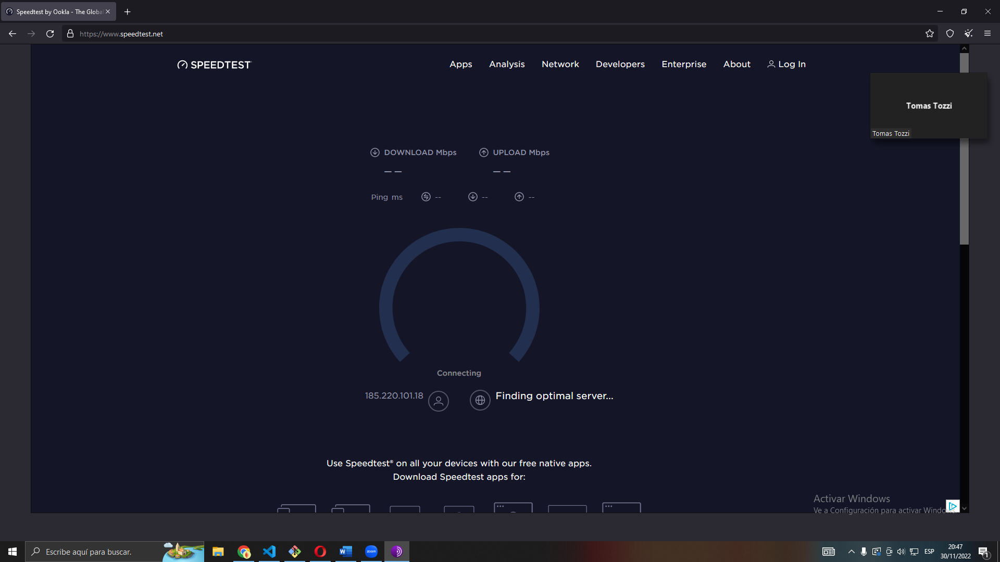 Speedtest by Ookla - The Global
https://www.speedtest.net
SPEEDTEST
Apps
Analysis
Network
Developers
Enterprise
About
Log In
Tomas Tozzi
Tomas Tozzi
DOWNLOAD Mbps
UPLOAD Mbps
— —
— —
Ping ms
--
--
--
Connecting
185.220.101.18
Finding optimal server...
Use Speedtest® on all your devices with our free native apps.
Download Speedtest apps for:
Activar Windows
Ve a Configuración para activar Windo
Escribe aquí para buscar.
W
zoom
ESP
20:47
30/11/2022
1